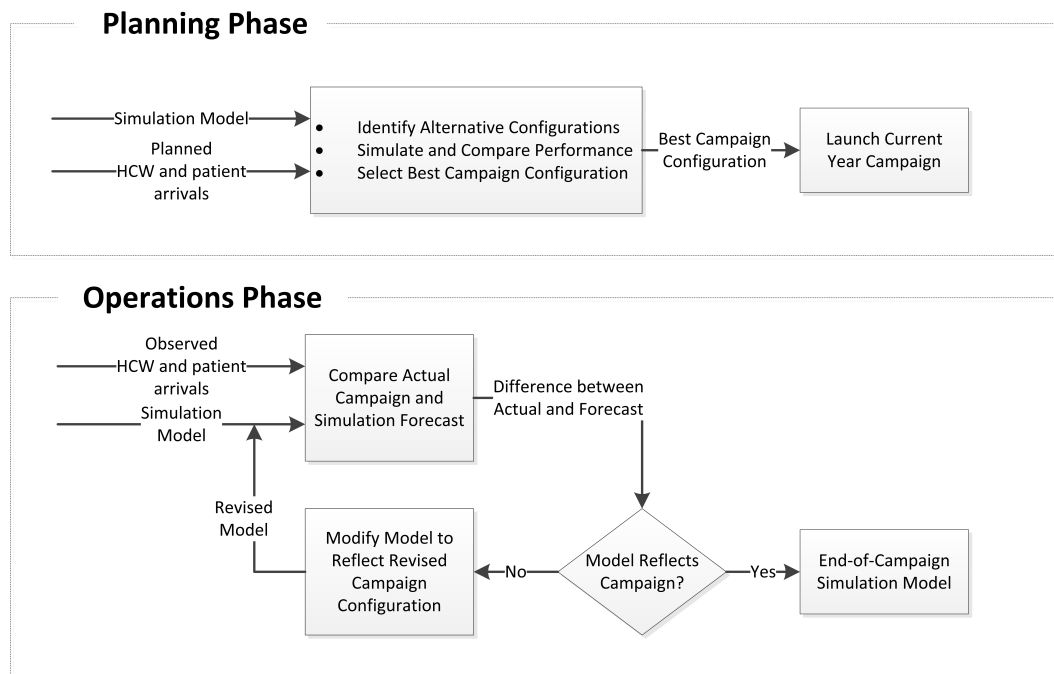 Planning Phase
Simulation Model
Planned
HCW and patient
arrivals
• Identify Alternative Configurations
• Simulate and Compare Performance
• Select Best Campaign Configuration
Best Campaign
Configuration
Launch Current
Year Campaign
Operations Phase
Observed
HCW and patient
arrivals
Simulation
Model
Compare Actual
Campaign and
Simulation Forecast
Difference between
Actual and Forecast
Revised
Model
Modify Model to
Reflect Revised
Campaign
Configuration
No
Model Reflects
Campaign?
Yes
End-of-Campaign
Simulation Model